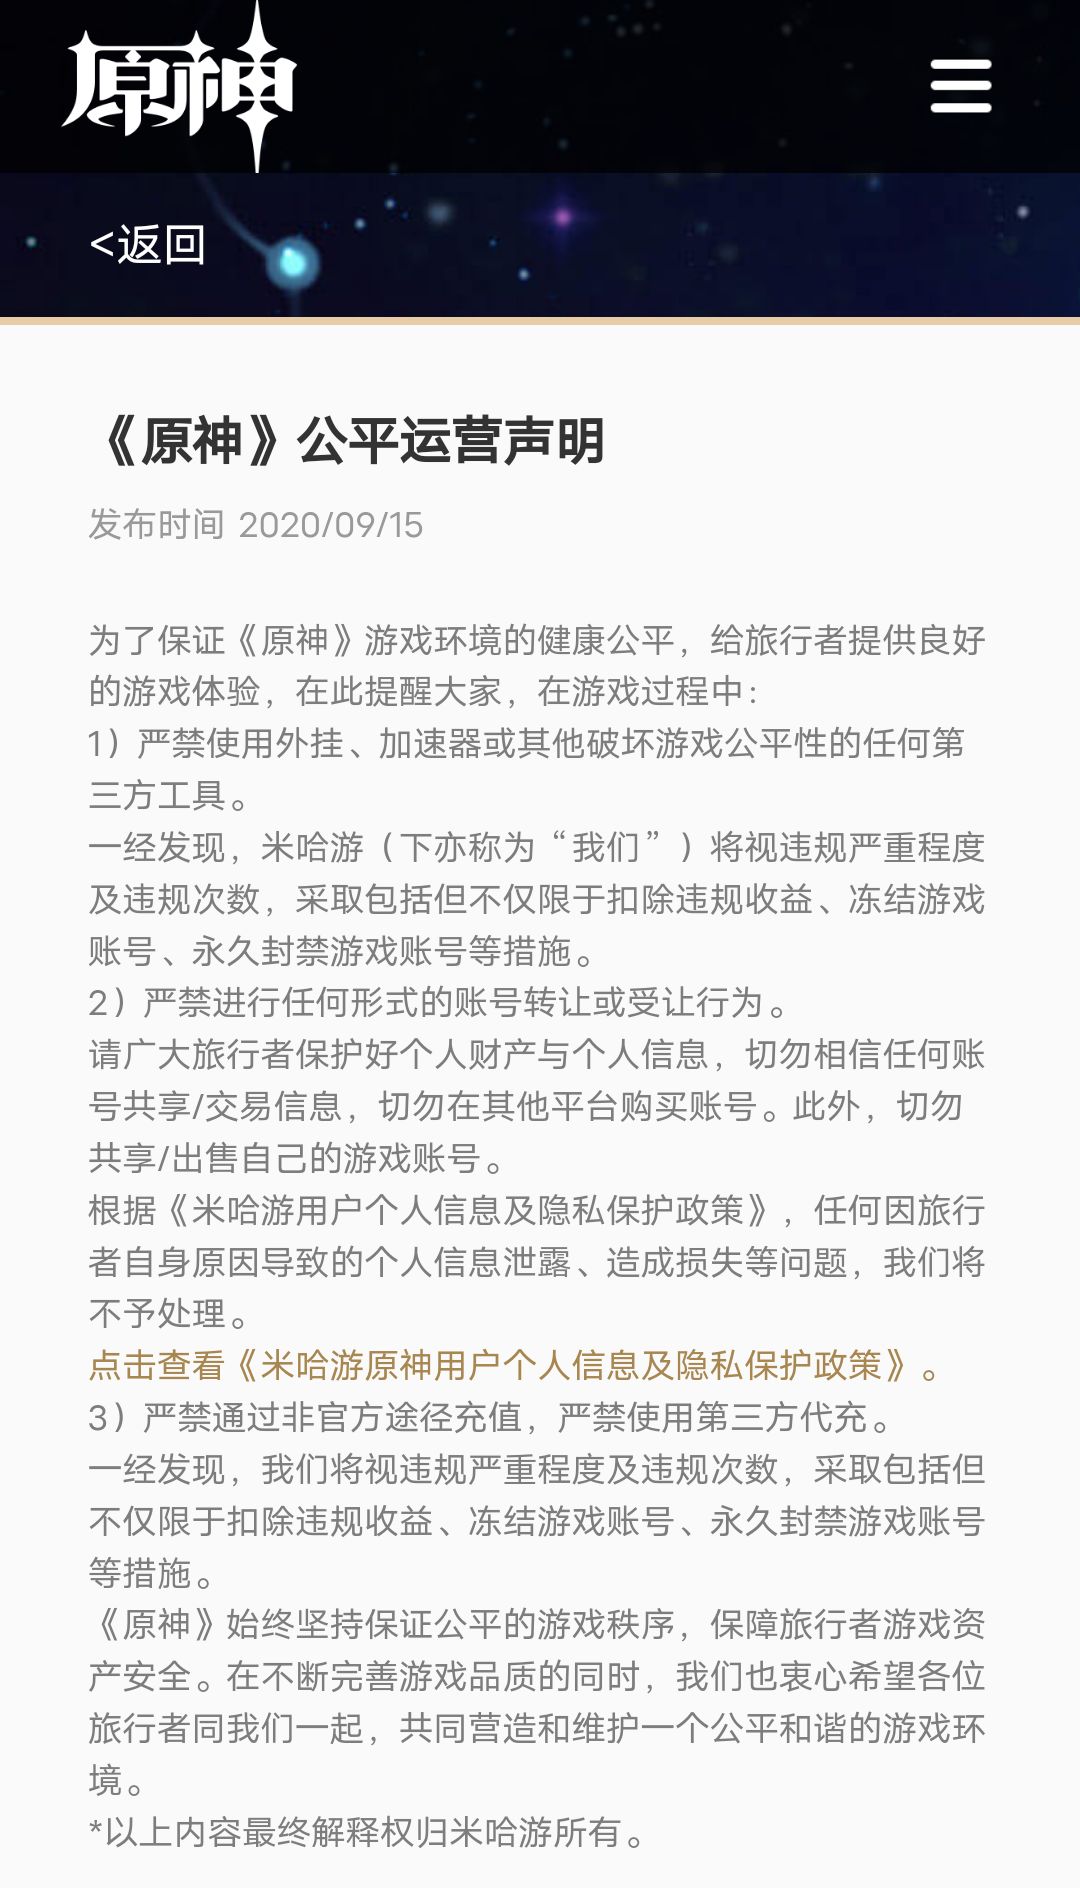 原神
<返回
《原神》公平运营声明
发布时间 2020/09/15
为了保证《原神》游戏环境的健康公平，给旅行者提供良好
的游戏体验，在此提醒大家，在游戏过程中：
1）严禁使用外挂、加速器或其他破坏游戏公平性的任何第
三方工具。
一经发现，米哈游（下亦称为“我们”）将视违规严重程度
及违规次数，采取包括但不仅限于扣除违规收益、冻结游戏
账号、永久封禁游戏账号等措施。
2）严禁进行任何形式的账号转让或受让行为。
请广大旅行者保护好个人财产与个人信息，切勿相信任何账
号共享/交易信息，切勿在其他平台购买账号。此外，切勿
共享/出售自己的游戏账号。
根据《米哈游用户个人信息及隐私保护政策》，任何因旅行
者自身原因导致的个人信息泄露、造成损失等问题，我们将
不予处理。
点击查看《米哈游原神用户个人信息及隐私保护政策》。
3）严禁通过非官方途径充值，严禁使用第三方代充。
一经发现，我们将视违规严重程度及违规次数，采取包括但
不仅限于扣除违规收益、冻结游戏账号、永久封禁游戏账号
等措施。
《原神》始终坚持保证公平的游戏秩序，保障旅行者游戏资
产安全。在不断完善游戏品质的同时，我们也衷心希望各位
旅行者同我们一起，共同营造和维护一个公平和谐的游戏环
境。
*以上内容最终解释权归米哈游所有。